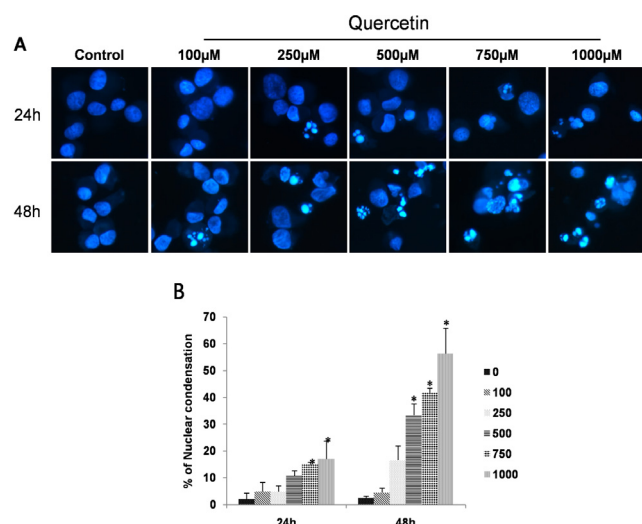 Quercetin
A
Control 100µM 250µM 500µM 750µM 1000µM
24h
48h
B
70
60
50
40
30
20
10
0
% of Nuclear condensation
* * * * *
0
100
250
500
750
1000
24h 48h